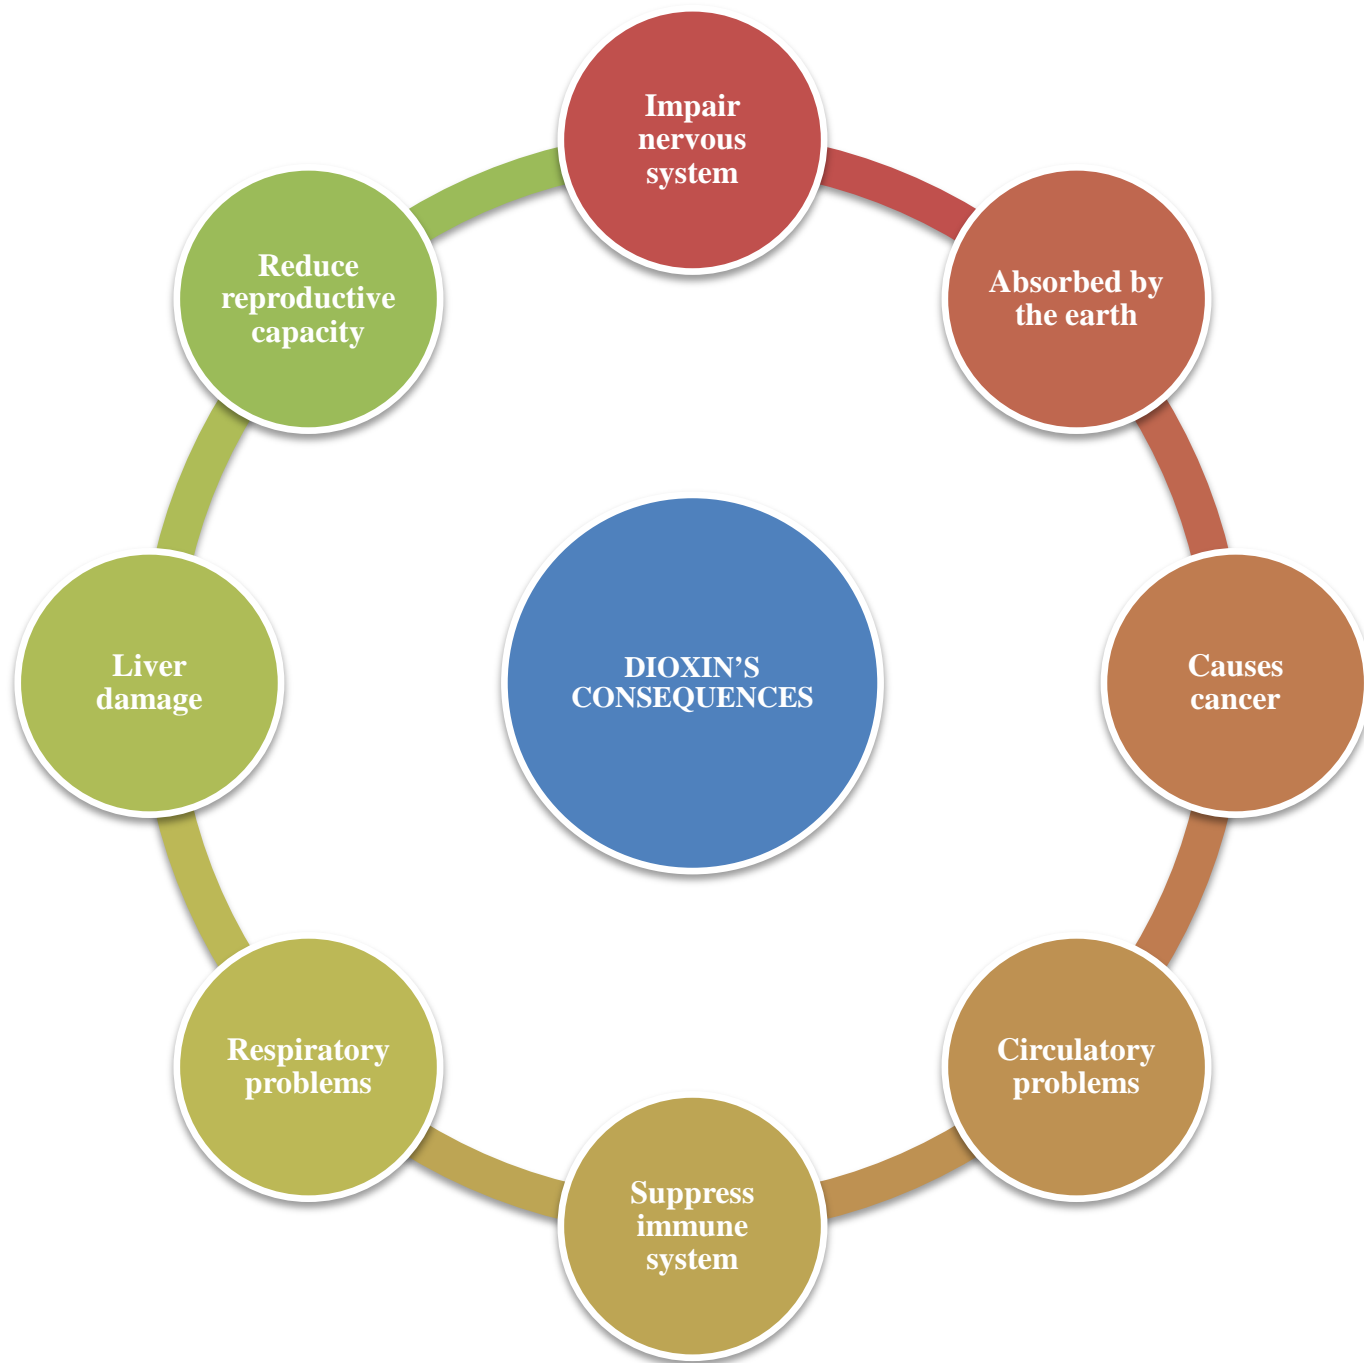 Impair
nervous
system
Absorbed by
the earth
Causes
cancer
Circulatory
problems
Suppress
immune
system
Respiratory
problems
Liver
damage
Reduce
reproductive
capacity
DIOXIN’S
CONSEQUENCES